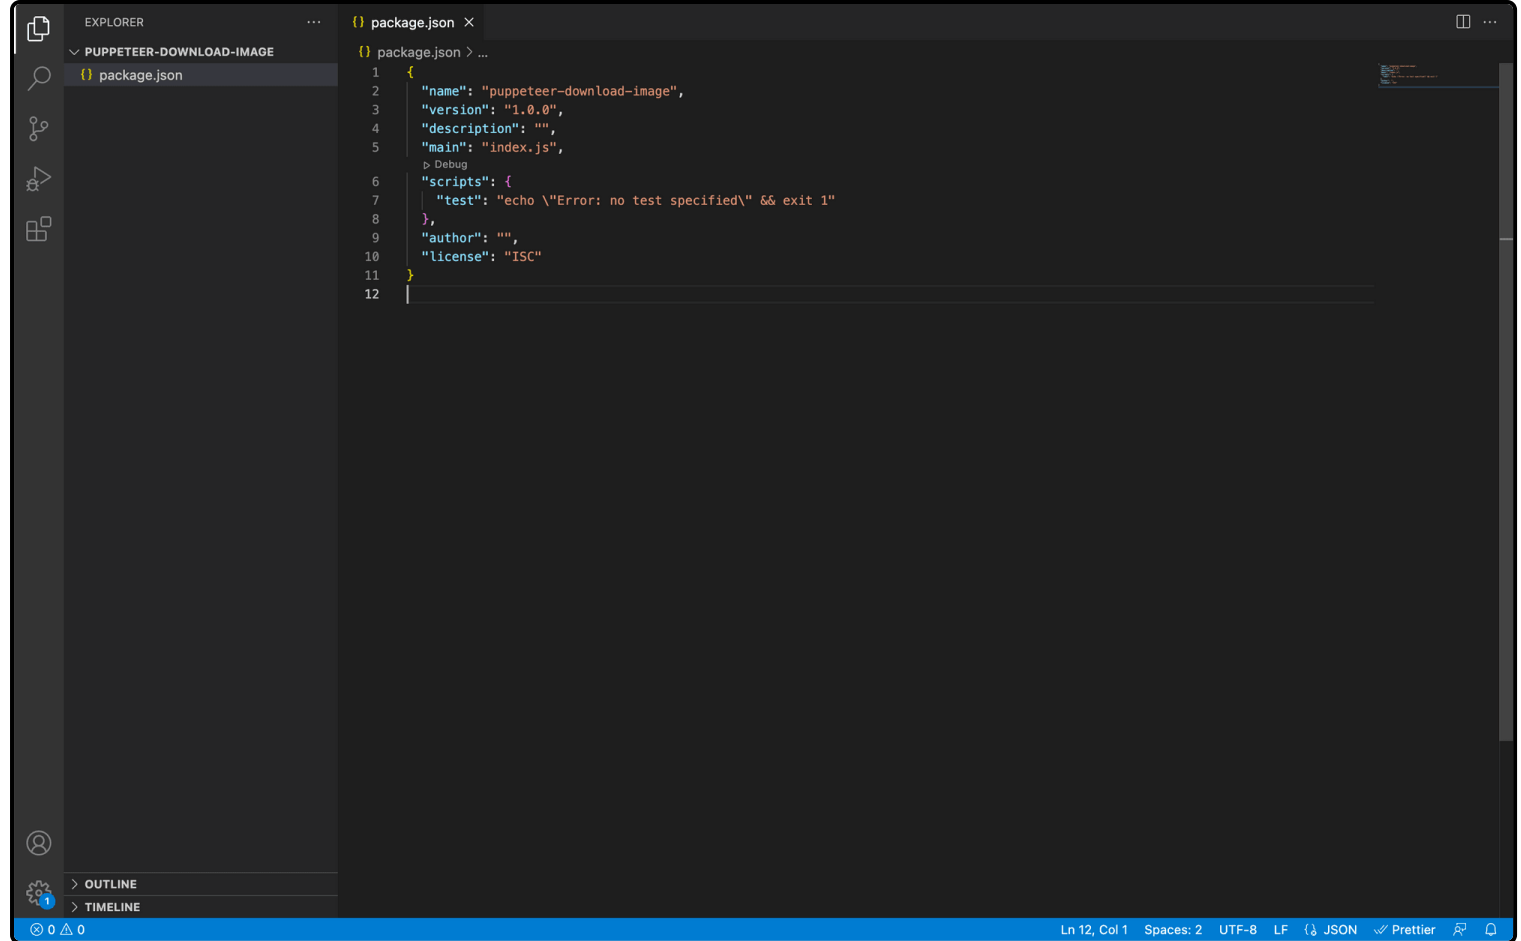 EXPLORER
PUPPETEER-DOWNLOAD-IMAGE
{} package.json
OUTLINE
TIMELINE
{} package.json
{} package.json > ...
1 {
2 "name": "puppeteer-download-image",
3 "version": "1.0.0",
4 "description": "",
5 "main": "index.js",
Debug
6 "scripts": {
7 "test": "echo \"Error: no test specified\" && exit 1"
8 },
9 "author": "",
10 "license": "ISC"
11 }
12
1
0 0
Ln 12, Col 1 Spaces: 2 UTF-8 LF {} JSON Prettier